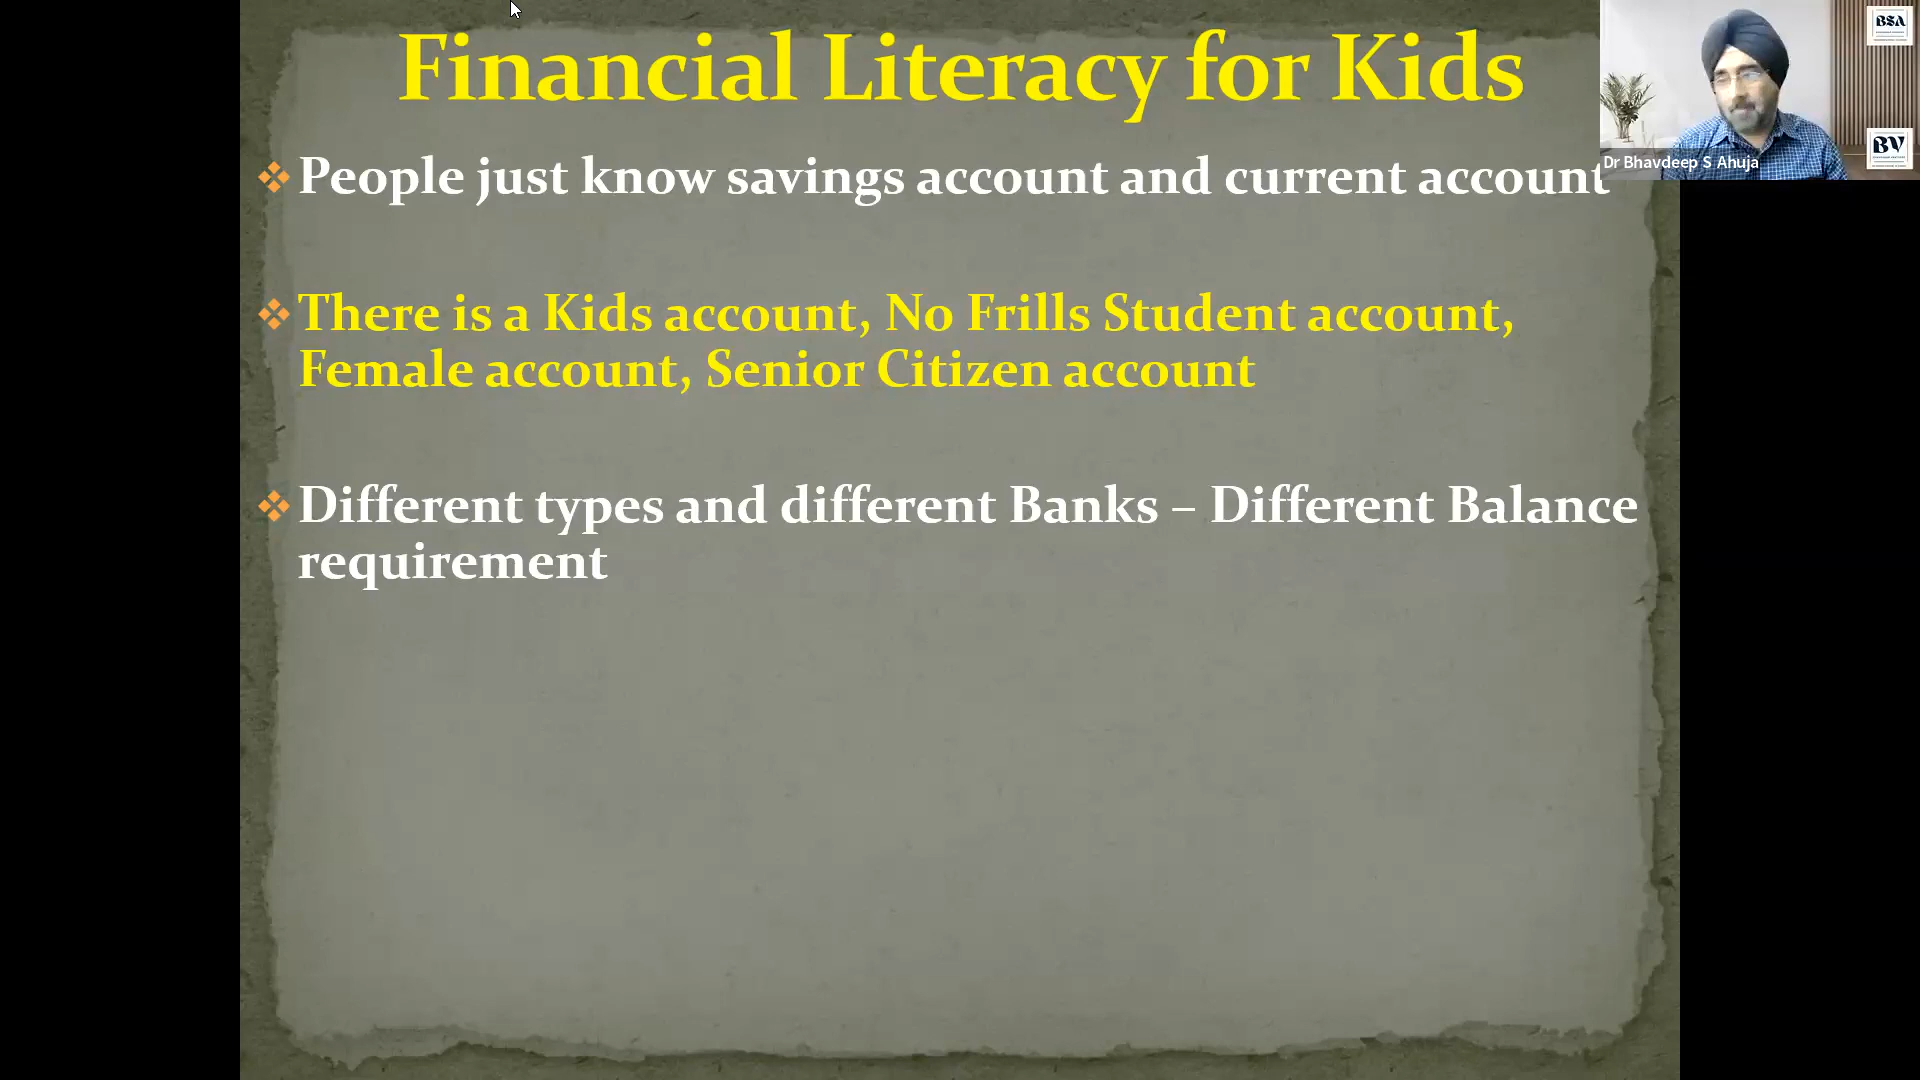 Financial Literacy for Kids
People just know savings account and current account
There is a Kids account, No Frills Student account,
Female account, Senior Citizen account
Different types and different Banks – Different Balance
requirement
Dr Bhavdeep S Ahuja
BSA
BV